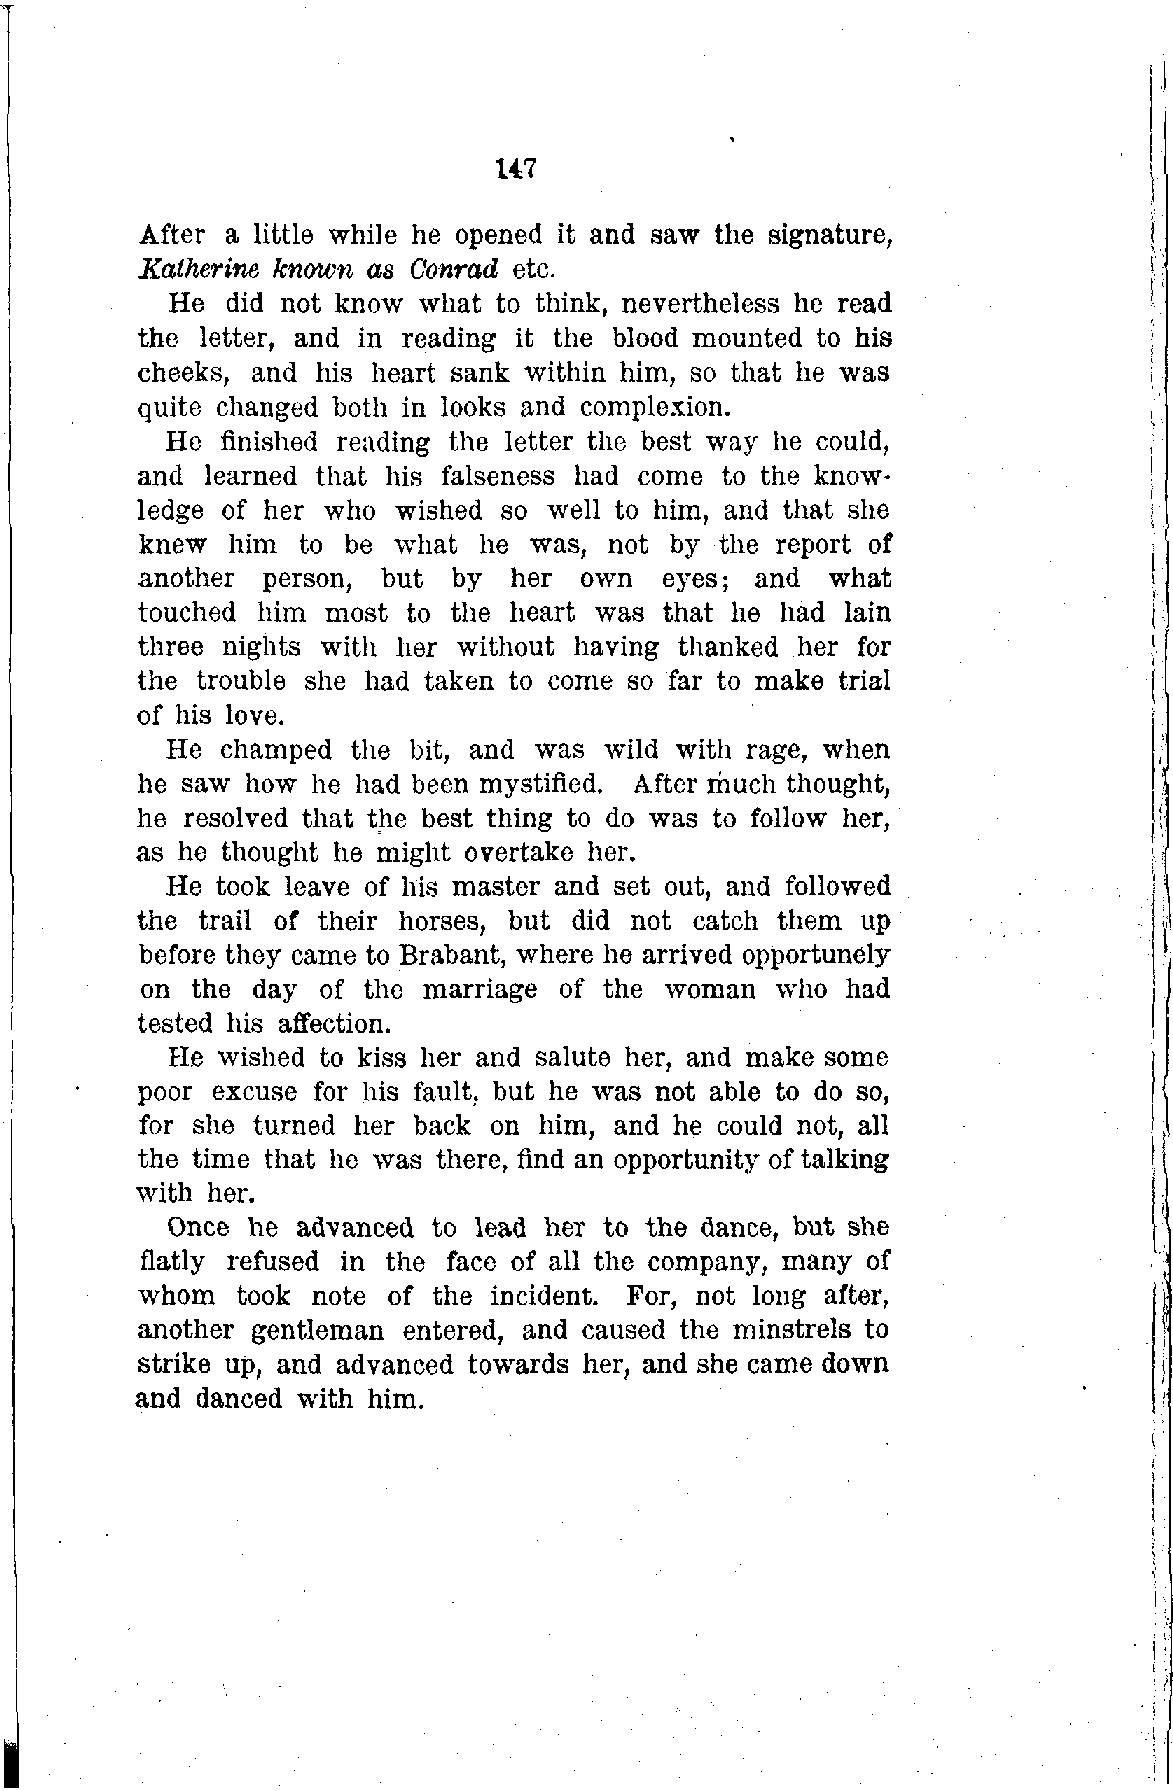 147
After a little while he opened it and saw the signature,
Katherine known as Conrad etc.
He did not know what to think, nevertheless he read
the letter, and in reading it the blood mounted to his
cheeks, and his heart sank within him, so that he was
quite changed both in looks and complexion.
He finished reading the letter the best way he could,
and learned that his falseness had come to the know-
ledge of her who wished so well to him, and that she
knew him to be what he was, not by the report of
another person, but by her own eyes; and what
touched him most to the heart was that he had lain
three nights with her without having thanked her for
the trouble she had taken to come so far to make trial
of his love.
He champed the bit, and was wild with rage, when
he saw how he had been mystified. After much thought,
he resolved that the best thing to do was to follow her,
as he thought he might overtake her.
He took leave of his master and set out, and followed
the trail of their horses, but did not catch them up
before they came to Brabant, where he arrived opportunely
on the day of the marriage of the woman who had
tested his affection.
He wished to kiss her and salute her, and make some
poor excuse for his fault, but he was not able to do so,
for she turned her back on him, and he could not, all
the time that he was there, find an opportunity of talking
with her.
Once he advanced to lead her to the dance, but she
flatly refused in the face of all the company, many of
whom took note of the incident. For, not long after,
another gentleman entered, and caused the minstrels to
strike up, and advanced towards her, and she came down
and danced with him.